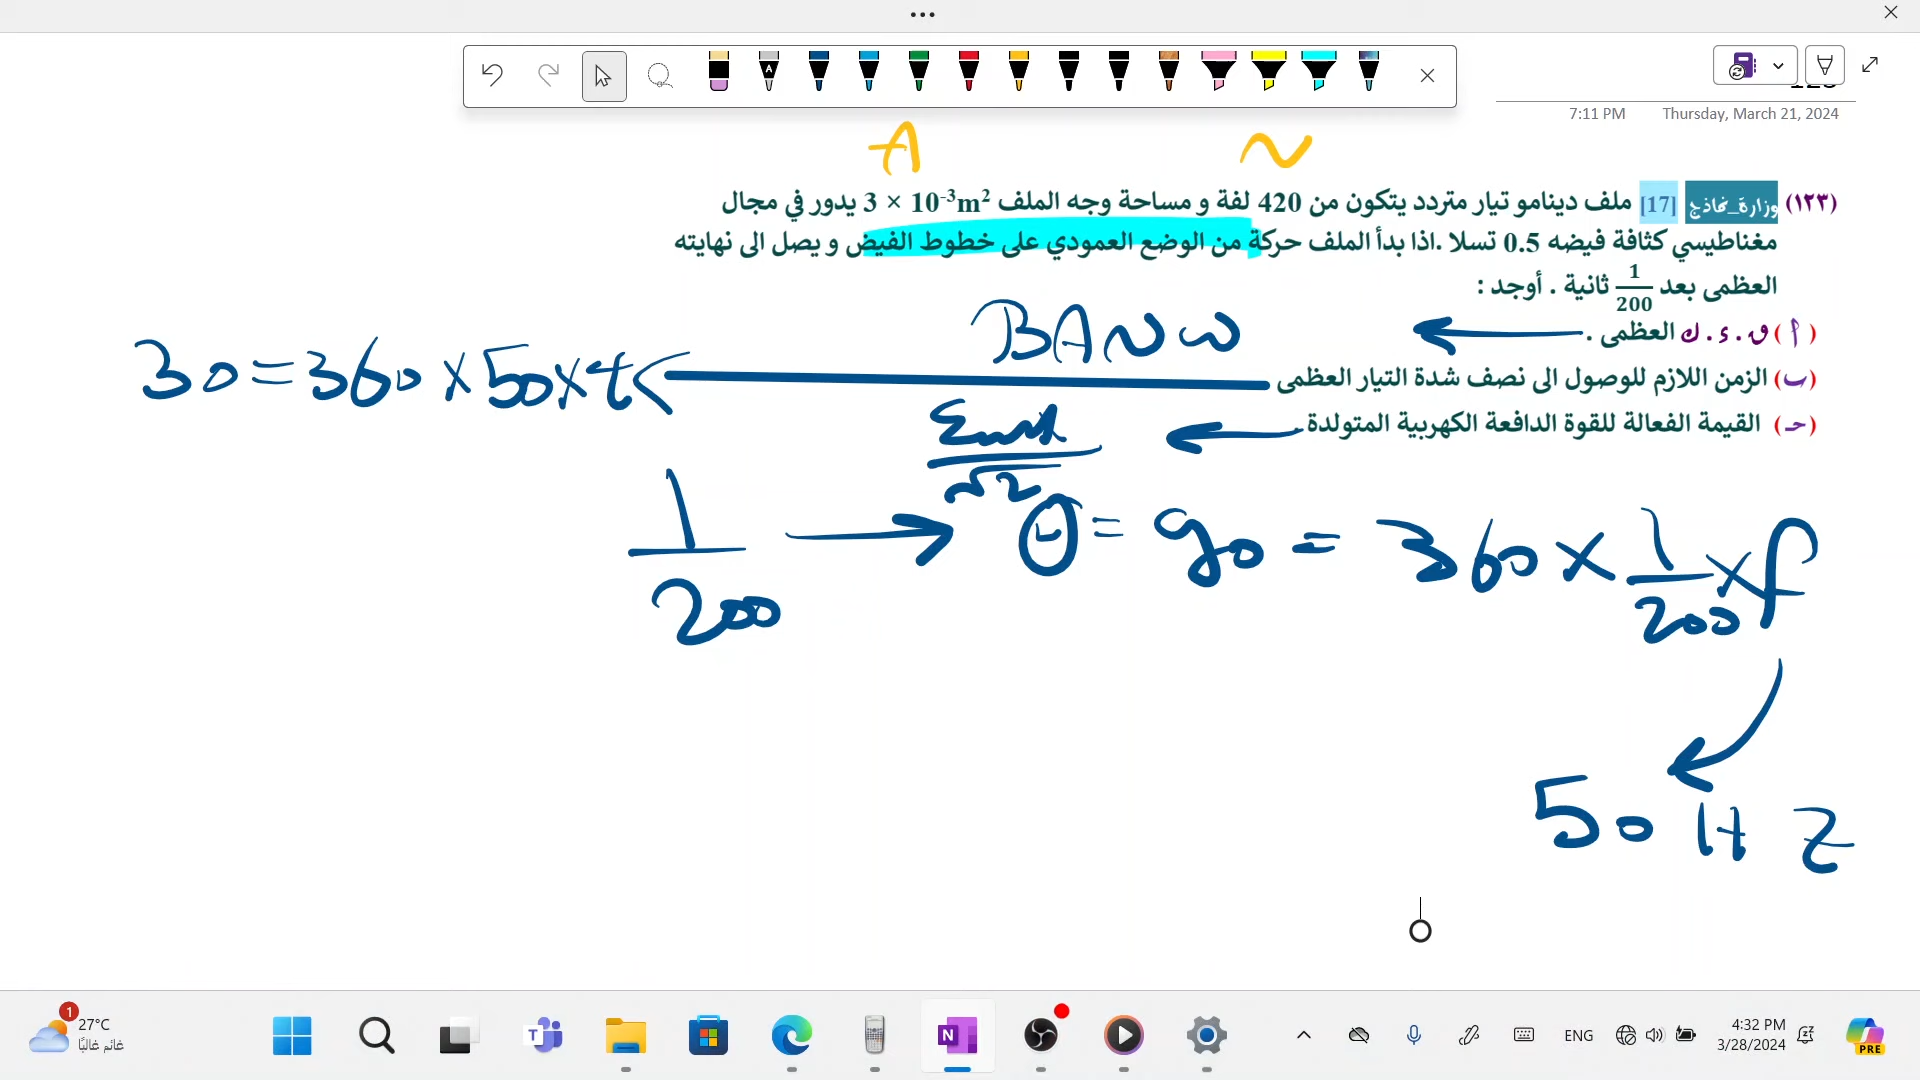 7:11 PM Thursday, March 21, 2024
A N
(١٢٣) وزارة_نماذج [17] ملف دينامو تيار متردد يتكون من 420 لفة و مساحة وجه الملف 3 × 10⁻³m² يدور في مجال
مغناطيسي كثافة فيضه 0.5 تسلا .اذا بدأ الملف حركة من الوضع العمودي على خطوط الفيض و يصل الى نهايته
العظمى بعد 1/200 ثانية . أوجد :
( أ ) ق . ء . ك العظمى .
BANω
(ب) الزمن اللازم للوصول الى نصف شدة التيار العظمى
30 = 360 × 50 × t
(حـ) القيمة الفعالة للقوة الدافعة الكهربية المتولدة.
√2
1/200 → θ = 90 = 360 × 1/200 × f
50 HZ
1
27°C
غائم غالبًا
ENG
4:32 PM
3/28/2024
PRE